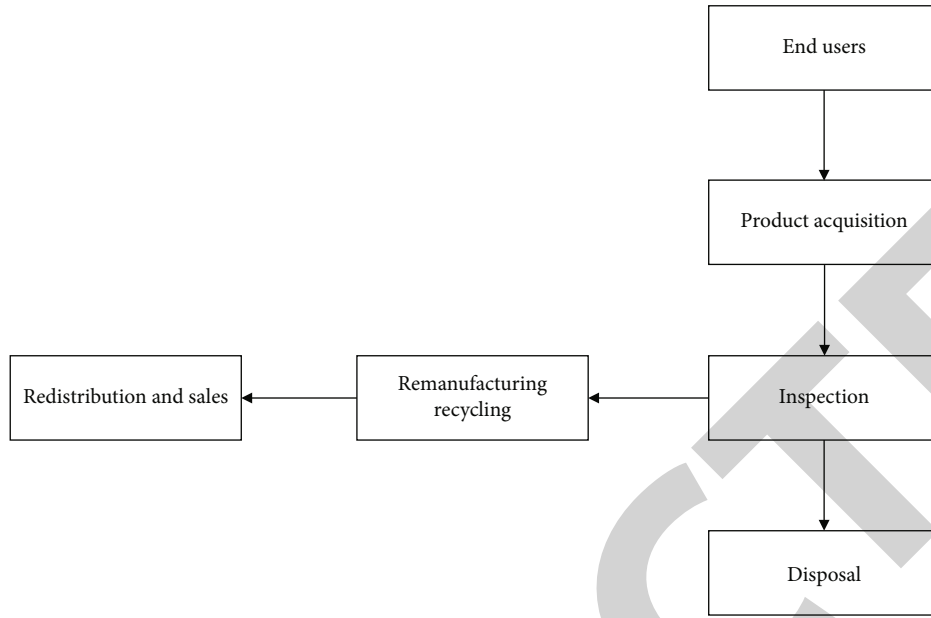 End users
Product acquisition
Redistribution and sales
Remanufacturing
recycling
Inspection
Disposal